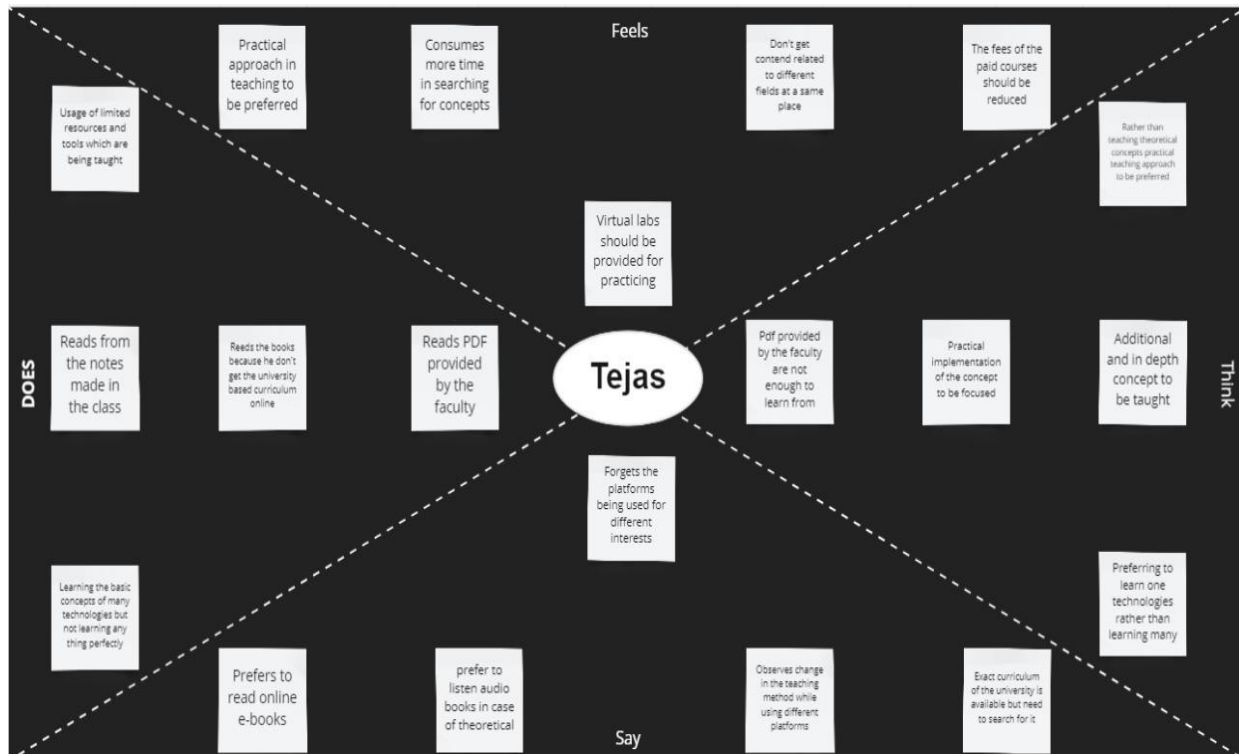 Feels
Practical
approach in
teaching to
be preferred
Consumes
more time
in searching
for concepts
Don't get
contend related
to different
fields at a same
place
The fees of the
paid courses
should be
reduced
Usage of limited
resources and
tools which are
being taught
Rather than
teaching theoretical
concepts practical
teaching approach
to be preferred
Virtual labs
should be
provided for
practicing
DOES
Reads from
the notes
made in
the class
Reeds the books
because he don't
get the university
based curriculum
online
Reads PDF
provided by
the faculty
Tejas
Pdf provided
by the faculty
are not
enough to
learn from
Practical
implementation
of the concept
to be focused
Additional
and in depth
concept to
be taught
Think
Forgets the
platforms
being used for
different
interests
Learning the basic
concepts of many
technologies but
not learning any
thing perfectly
Preferring to
learn one
technologies
rather than
learning many
Prefers to
read online
e-books
prefer to
listen audio
books in case
of theoretical
Observes change
in the teaching
method while
using different
platforms
Exact curriculum
of the university is
available but need
to search for it
Say